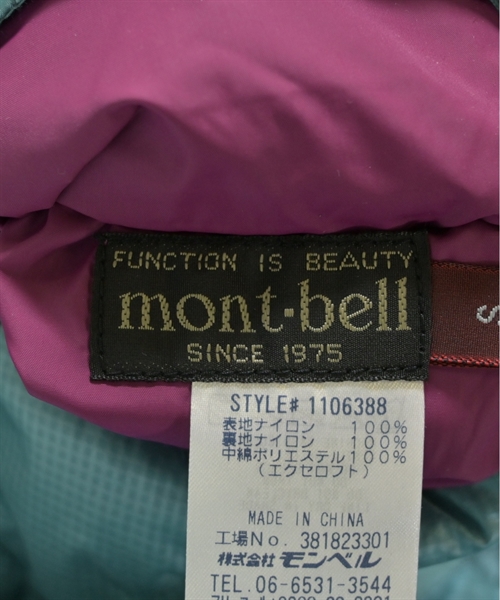 FUNCTION IS BEAUTY
mont-bell
SINCE 1975
S
STYLE# 1106388
表地ナイロン 100%
裏地ナイロン 100%
中綿ポリエステル100%
(エクセロフト)
MADE IN CHINA
工場No. 381823301
株式会社 モンベル
TEL. 06-6531-3544